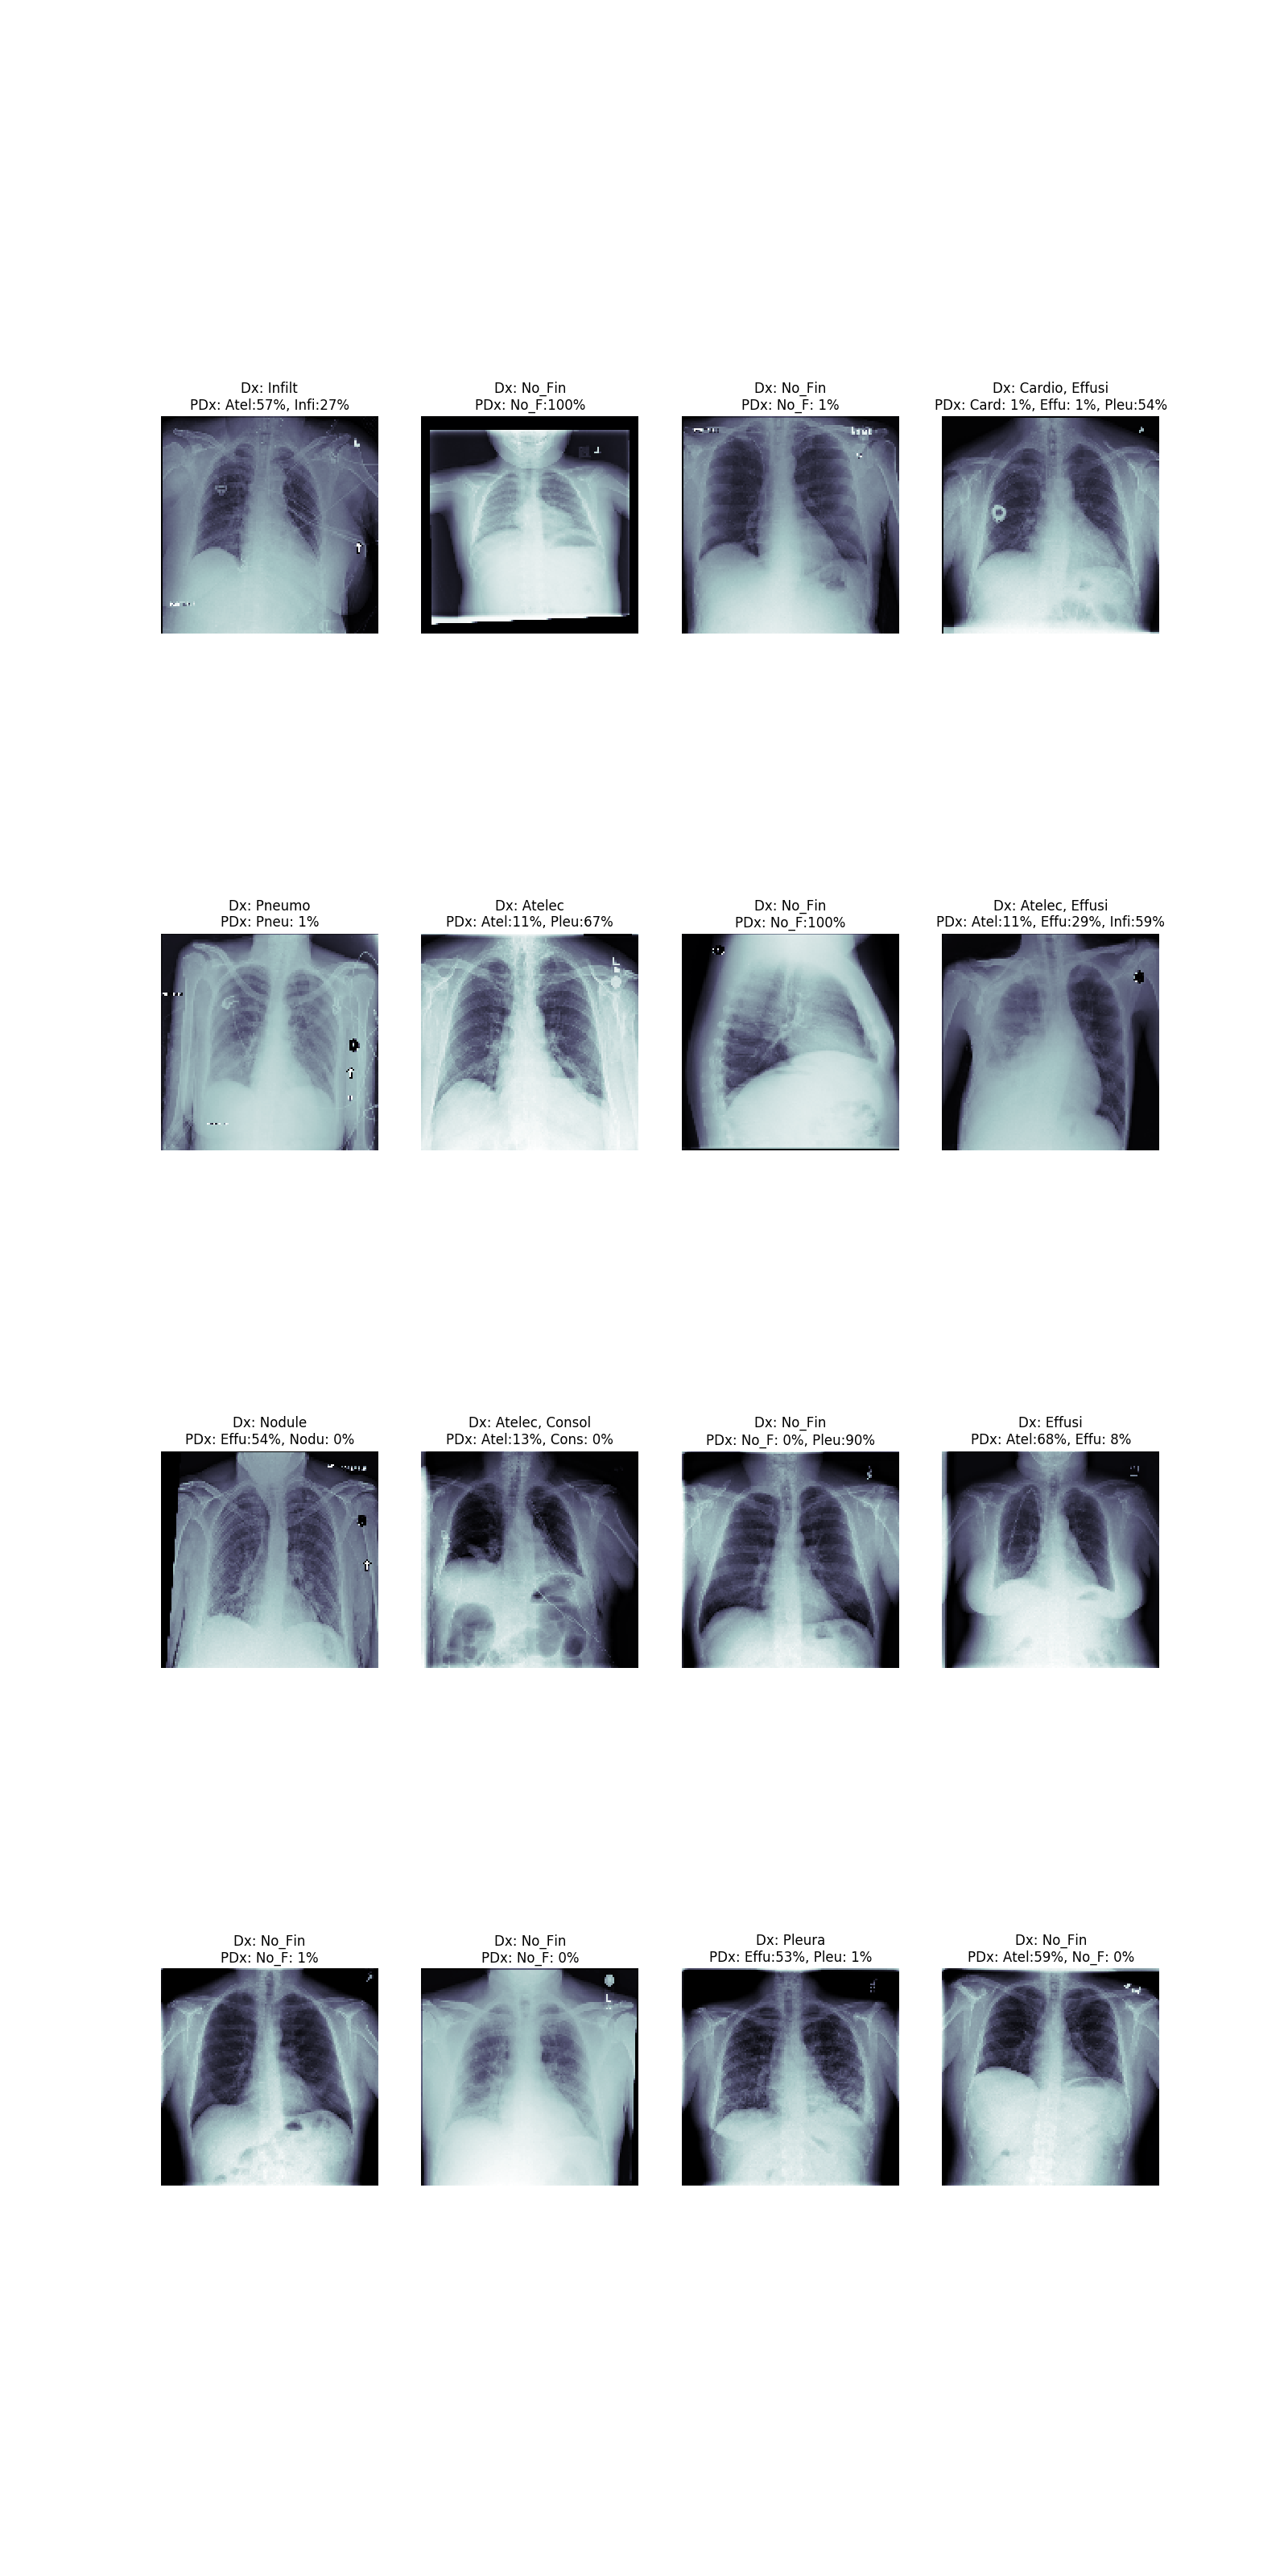 Dx: Infilt
PDx: Atel:57%, Infi:27%
Dx: No_Fin
PDx: No_F:100%
Dx: No_Fin
PDx: No_F: 1%
Dx: Cardio, Effusi
PDx: Card: 1%, Effu: 1%, Pleu:54%
L
L
Dx: Pneumo
PDx: Pneu: 1%
Dx: Atelec
PDx: Atel:11%, Pleu:67%
Dx: No_Fin
PDx: No_F:100%
Dx: Atelec, Effusi
PDx: Atel:11%, Effu:29%, Infi:59%
L
Dx: Nodule
PDx: Effu:54%, Nodu: 0%
Dx: Atelec, Consol
PDx: Atel:13%, Cons: 0%
Dx: No_Fin
PDx: No_F: 0%, Pleu:90%
Dx: Effusi
PDx: Atel:68%, Effu: 8%
Dx: No_Fin
PDx: No_F: 1%
Dx: No_Fin
PDx: No_F: 0%
Dx: Pleura
PDx: Effu:53%, Pleu: 1%
Dx: No_Fin
PDx: Atel:59%, No_F: 0%
L